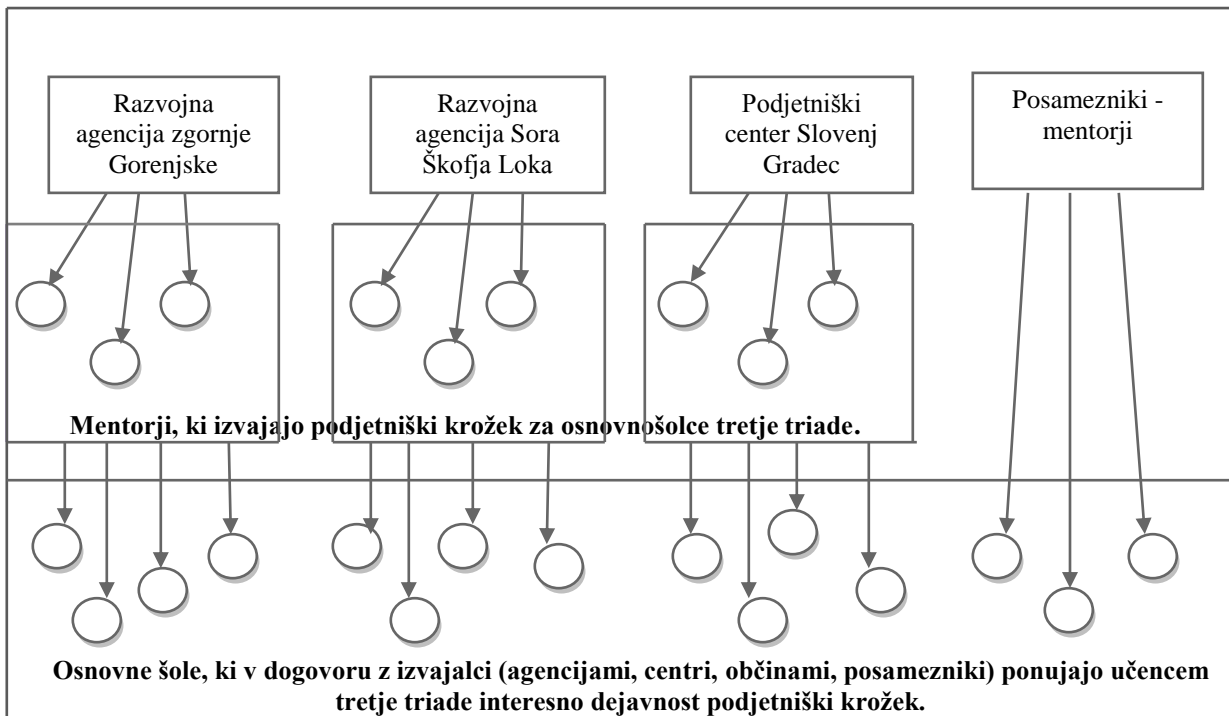 Razvojna
agencija zgornje
Gorenjske
Razvojna
agencija Sora
Škofja Loka
Podjetniški
center Slovenj
Gradec
Posamezniki -
mentorji
Mentorji, ki izvajajo podjetniški krožek za osnovnošolce tretje triade.
Osnovne šole, ki v dogovoru z izvajalci (agencijami, centri, občinami, posamezniki) ponujajo učencem
tretje triade interesno dejavnost podjetniški krožek.